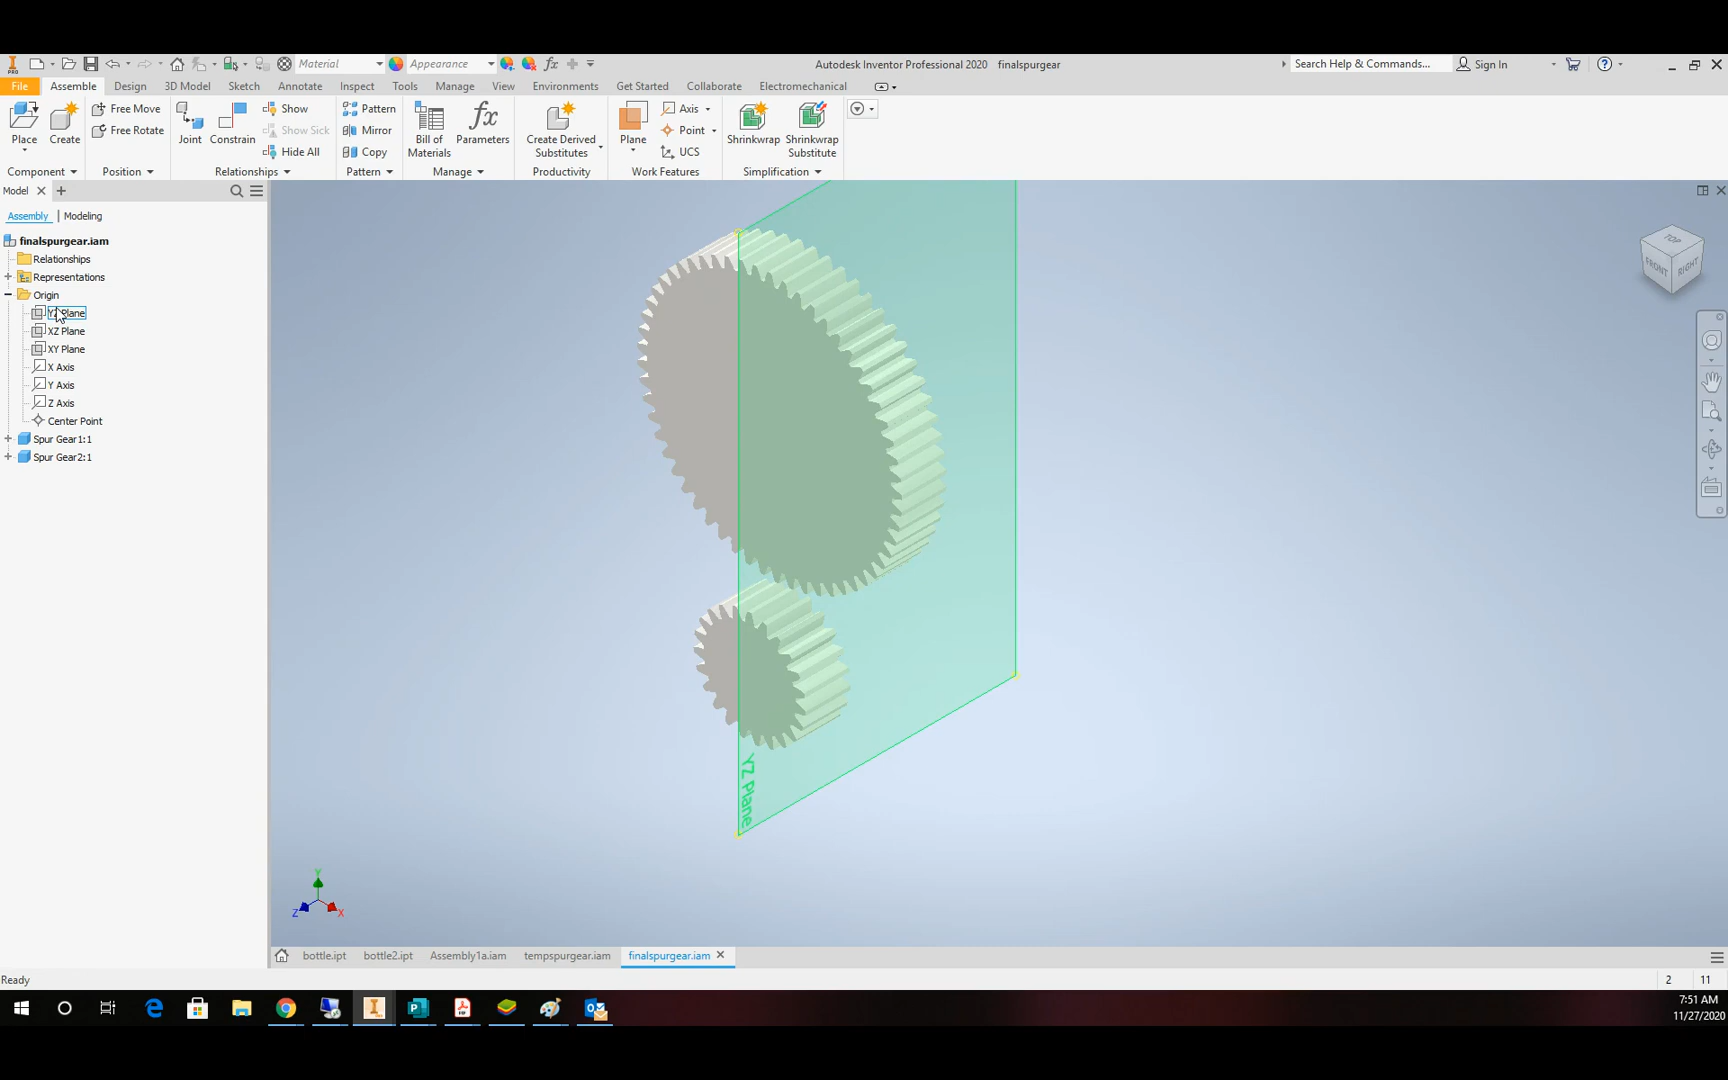 Material
Appearance
Autodesk Inventor Professional 2020 finalspurgear
Search Help & Commands...
Sign In
File Assemble Design 3D Model Sketch Annotate Inspect Tools Manage View Environments Get Started Collaborate Electromechanical
Place
Create
Free Move
Free Rotate
Joint
Constrain
Show
Show Sick
Hide All
Pattern
Mirror
Copy
Bill of
Materials
Parameters
Create Derived
Substitutes
Plane
Axis
Point
UCS
Shrinkwrap
Shrinkwrap
Substitute
Component Position Relationships Pattern Manage Productivity Work Features Simplification
Model
Assembly | Modeling
finalspurgear.iam
Relationships
Representations
Origin
YZ Plane
XZ Plane
XY Plane
X Axis
Y Axis
Z Axis
Center Point
Spur Gear1:1
Spur Gear2:1
TOP
FRONT
RIGHT
YZ Plane
Y
Z
X
bottle.ipt bottle2.ipt Assembly1a.iam tempspurgear.iam finalspurgear.iam
Ready
2 11
7:51 AM
11/27/2020